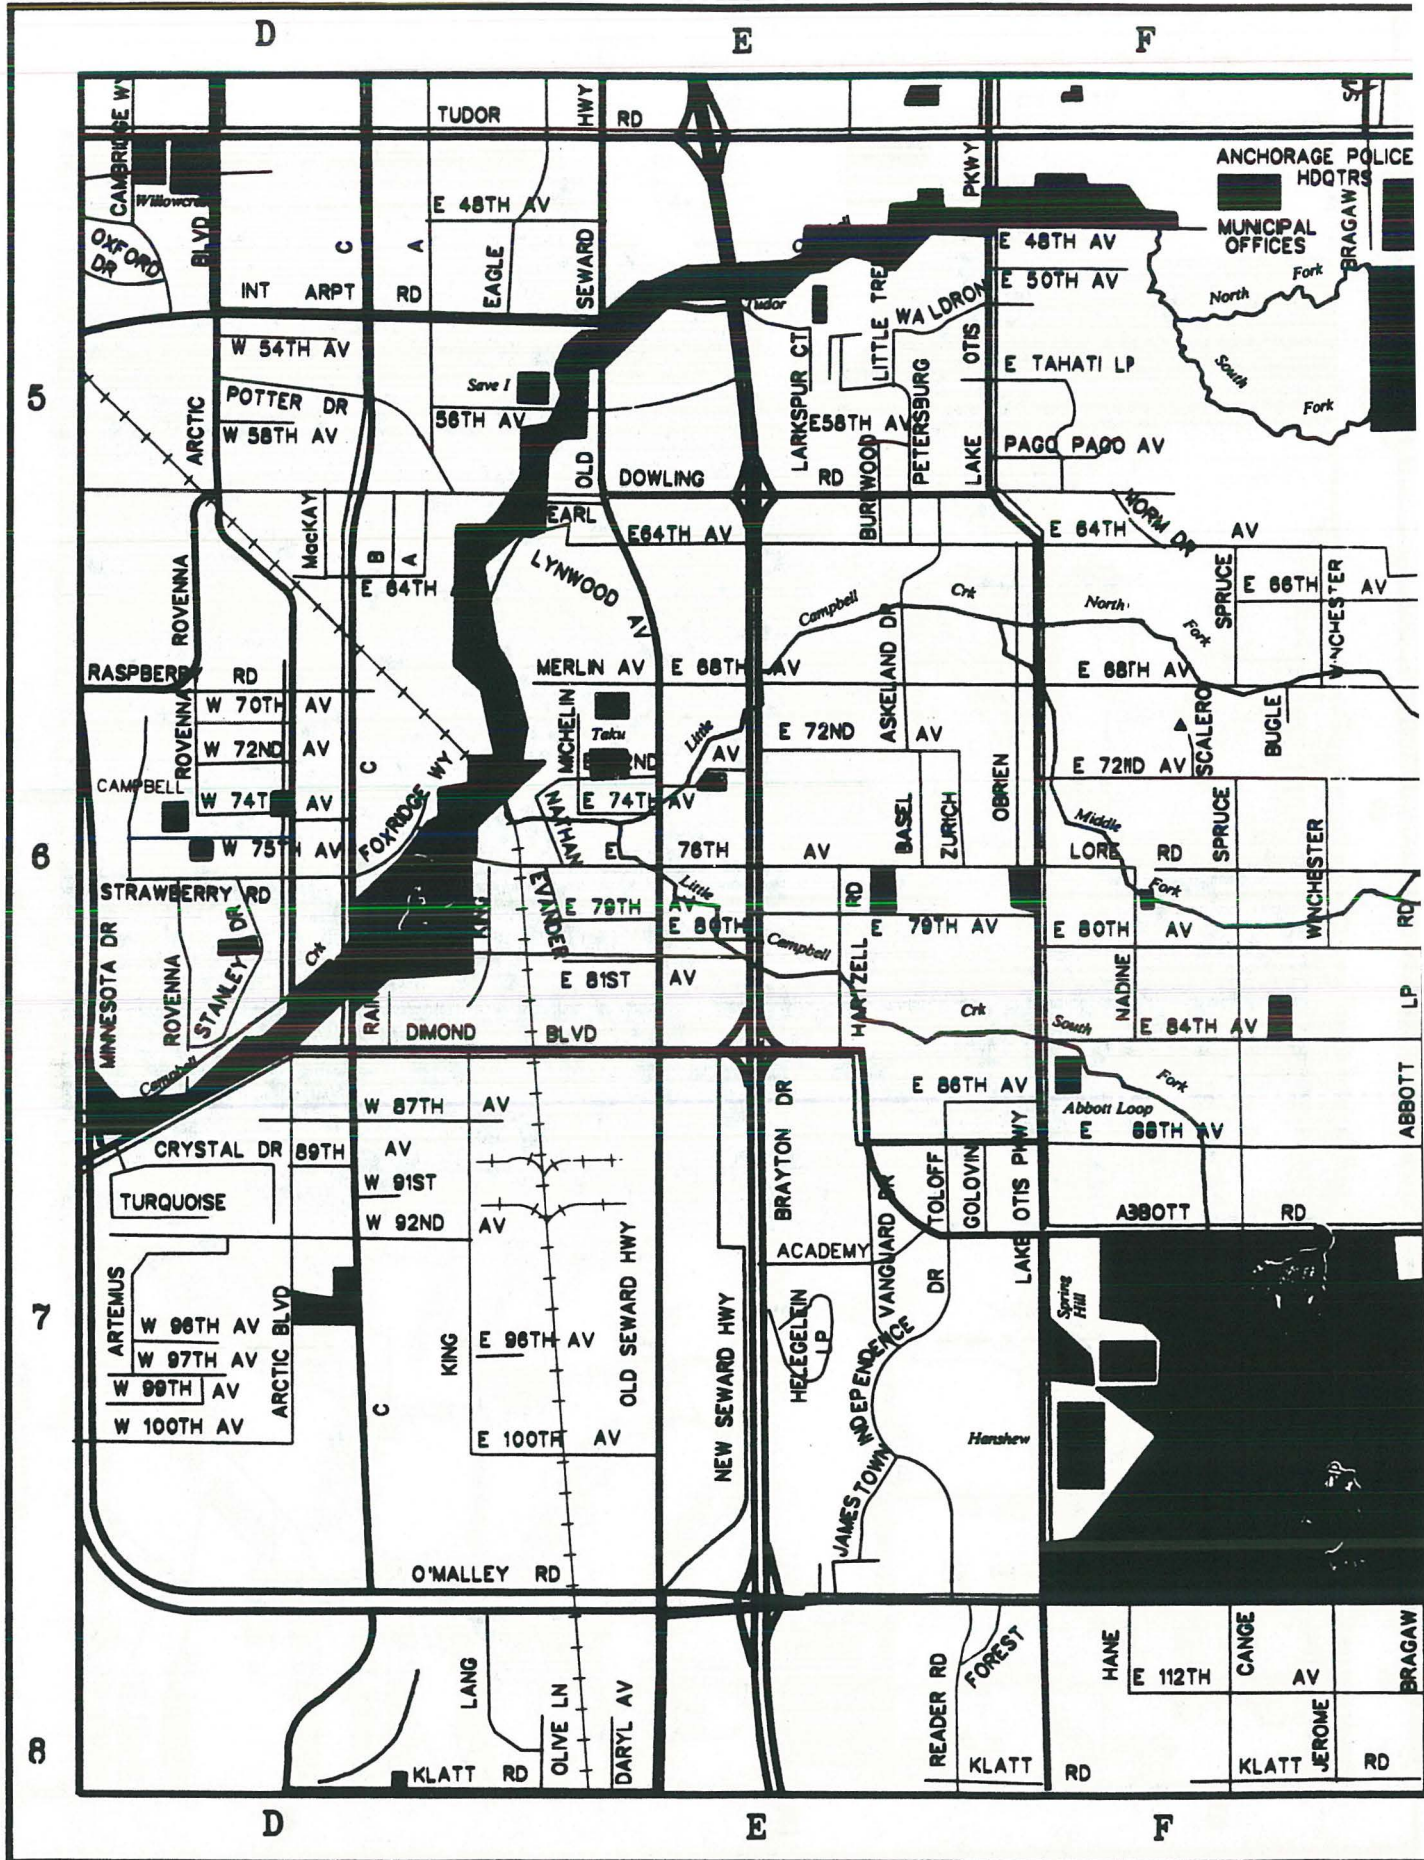 D E F
CAMBRIDGE WY
TUDOR
HWY
RD
PKWY
ANCHORAGE POLICE
HDQTRS
MUNICIPAL
OFFICES
BRAGAW
OXFORD
DR
BLVD
C
A
E 48TH AV
EAGLE
SEWARD
E 48TH AV
E 50TH AV
North
Fork
South
Fork
INT ARPT RD
Tudor
LITTLE TREE
WALDRON
5
W 54TH AV
POTTER DR
W 58TH AV
ARCTIC
Save I
56TH AV
OLD
LARKSPUR CT
E58TH AV
PETERSBURG
OTIS
LAKE
E TAHATI LP
PAGO PAGO AV
DOWLING
RD
BURLWOOD
MacKAY
B
A
E 64TH
EARL
E64TH AV
LYNWOOD AV
NORM DR
E 64TH AV
SPRUCE
E 66TH AV
WINCHESTER
ROVENNA
Campbell
Crk
North
Fork
RASPBERRY RD
MERLIN AV
E 68TH AV
E 68TH AV
ASKELAND DR
W 70TH AV
ROVENNA
W 72ND AV
CAMPBELL
W 74TH AV
C
FOXRIDGE WY
MICHELIN
Taku
Little
AV
E 74TH AV
NATHAN
E 72ND AV
OBRIEN
BASEL
ZURICH
E 72ND AV
SCALERO
BUGLE
Middle
Fork
6
W 75TH AV
E 76TH AV
LORE RD
SPRUCE
WINCHESTER
STRAWBERRY RD
MINNESOTA DR
ROVENNA
STANLEY DR
Crk
KING
EVANDER
E 79TH AV
Little
E 80TH
Campbell
E 81ST AV
RD
HARTZELL
E 79TH AV
E 80TH AV
RD
NADINE
Crk
South
Fork
E 84TH AV
LP
ABBOTT
Campbell
DIMOND BLVD
E 86TH AV
Abbott Loop
E 88TH AV
W 87TH AV
CRYSTAL DR
89TH AV
W 91ST
W 92ND AV
TURQUOISE
BRAYTON DR
VANGUARD DR
TOLOFF
GOLOVIN
LAKE OTIS PKWY
ABBOTT RD
ACADEMY
DR
7
ARTEMUS
W 96TH AV
W 97TH AV
W 99TH AV
W 100TH AV
ARCTIC BLVD
C
KING
E 96TH AV
E 100TH AV
OLD SEWARD HWY
NEW SEWARD HWY
HELEGELEIN LP
INDEPENDENCE
JAMESTOWN
Spring
Hill
Hanshew
O'MALLEY RD
LANG
OLIVE LN
DARYL AV
READER RD
FOREST
HANE
E 112TH AV
CANGE
JEROME
BRAGAW
8
KLATT RD
KLATT RD
KLATT RD
D E F